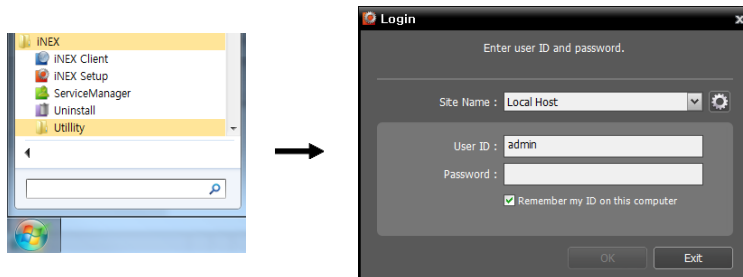 iNEX
iNEX Client
iNEX Setup
ServiceManager
Uninstall
Utillity
Login
x
Enter user ID and password.
Site Name : Local Host
User ID : admin
Password :
Remember my ID on this computer
OK Exit